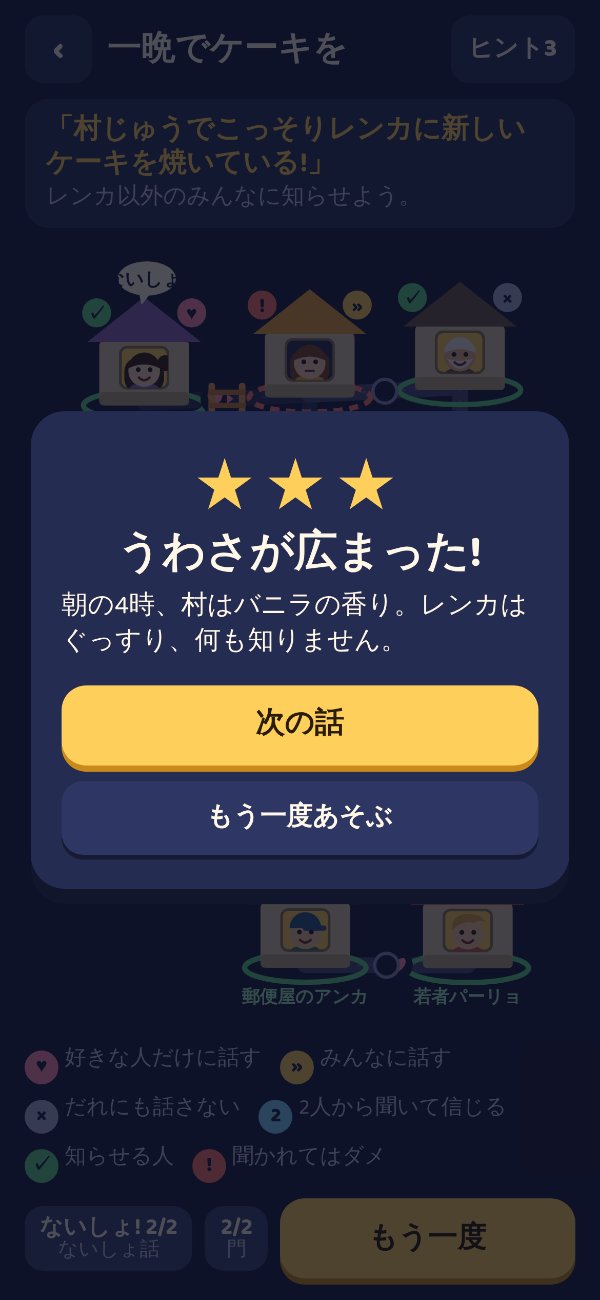 ‹ 一晩でケーキを ヒント3
「村じゅうでこっそりレンカに新しい
ケーキを焼いている!」
レンカ以外のみんなに知らせよう。
ないしょ
うわさが広まった!
朝の4時、村はバニラの香り。レンカは
ぐっすり、何も知りません。
次の話
もう一度あそぶ
郵便屋のアンカ 若者パーリョ
♥ 好きな人だけに話す » みんなに話す
× だれにも話さない 2 2人から聞いて信じる
✓ 知らせる人 ! 聞かれてはダメ
ないしょ! 2/2 2/2 もう一度
ないしょ話 門